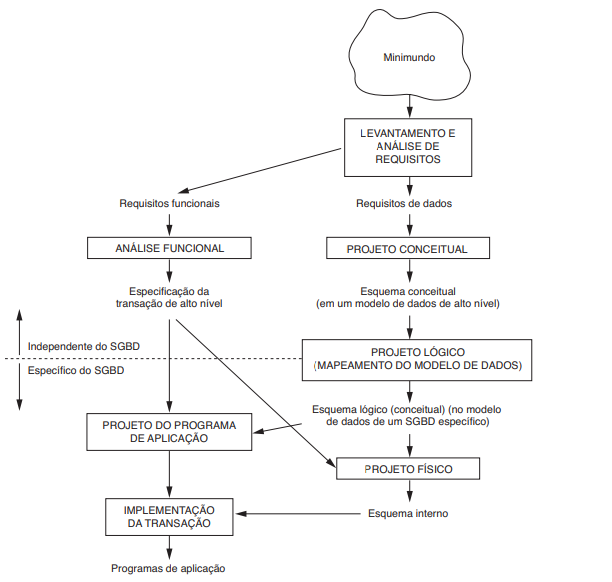 Minimundo
LEVANTAMENTO E
ANÁLISE DE
REQUISITOS
Requisitos funcionais
Requisitos de dados
ANÁLISE FUNCIONAL
PROJETO CONCEITUAL
Especificação da
transação de alto nível
Esquema conceitual
(em um modelo de dados de alto nível)
Independente do SGBD
Específico do SGBD
PROJETO LÓGICO
(MAPEAMENTO DO MODELO DE DADOS)
Esquema lógico (conceitual) (no modelo
de dados de um SGBD específico)
PROJETO DO PROGRAMA
DE APLICAÇÃO
PROJETO FÍSICO
IMPLEMENTAÇÃO
DA TRANSAÇÃO
Esquema interno
Programas de aplicação